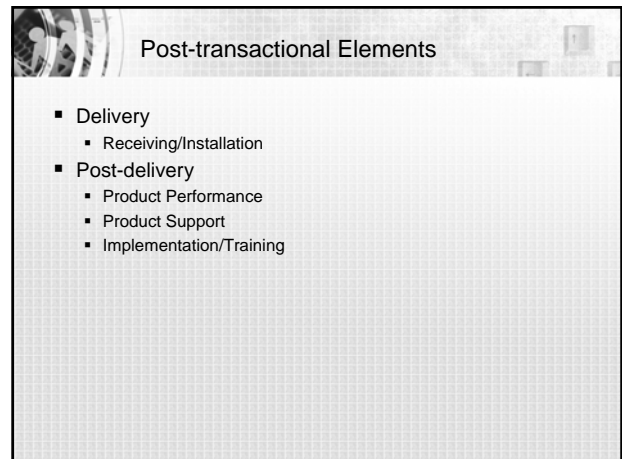 Post-transactional Elements
▪ Delivery
▪ Receiving/Installation
▪ Post-delivery
▪ Product Performance
▪ Product Support
▪ Implementation/Training